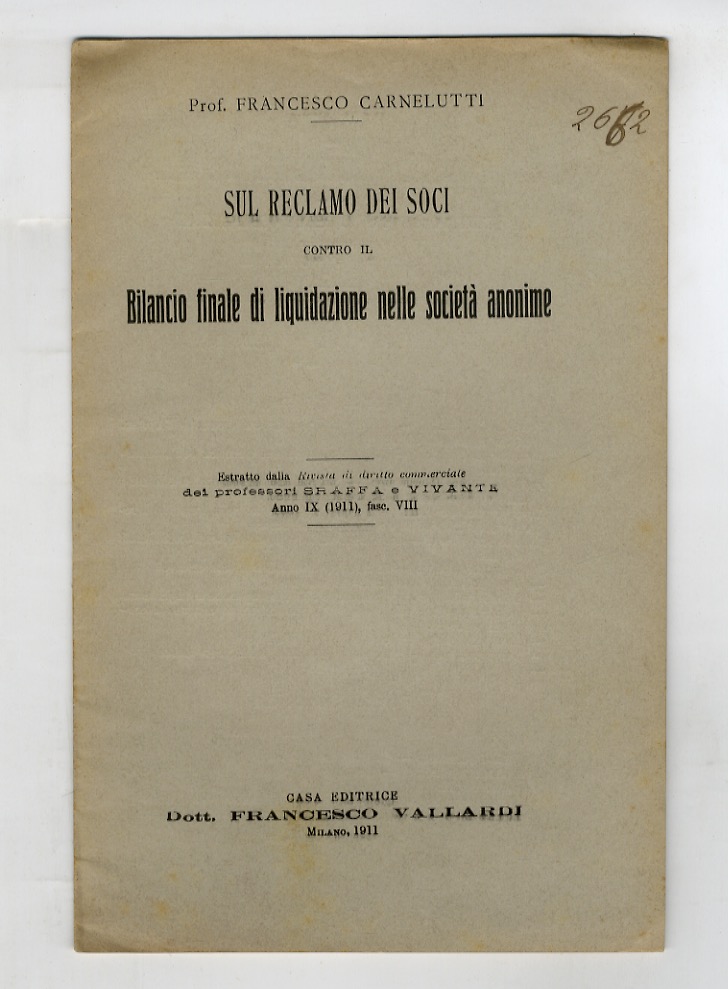 Prof. FRANCESCO CARNELUTTI
SUL RECLAMO DEI SOCI
CONTRO IL
Bilancio finale di liquidazione nelle società anonime
Estratto dalla Rivista di diritto commerciale
dei professori SRAFFA e VIVANTE
Anno IX (1911), fasc. VIII
CASA EDITRICE
Dott. FRANCESCO VALLARDI
MILANO, 1911